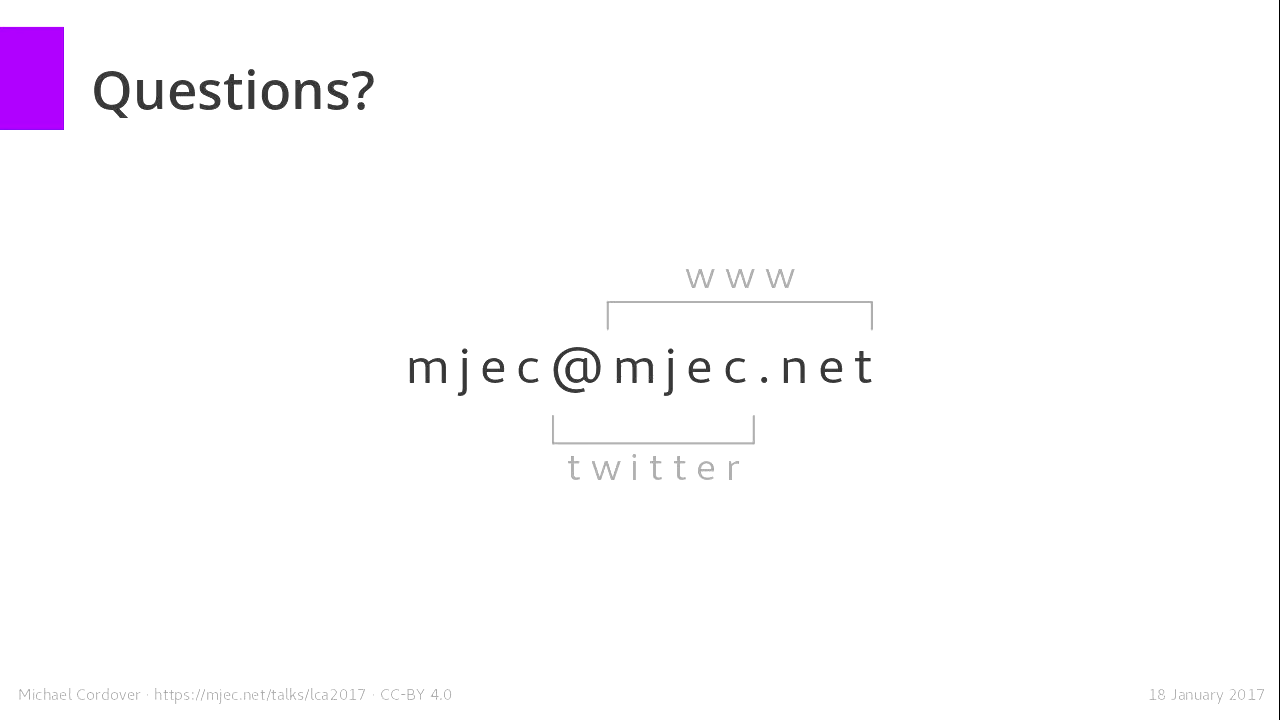 Questions?
www
mjec@mjec.net
twitter
Michael Cordover · https://mjec.net/talks/lca2017 · CC-BY 4.0
18 January 2017